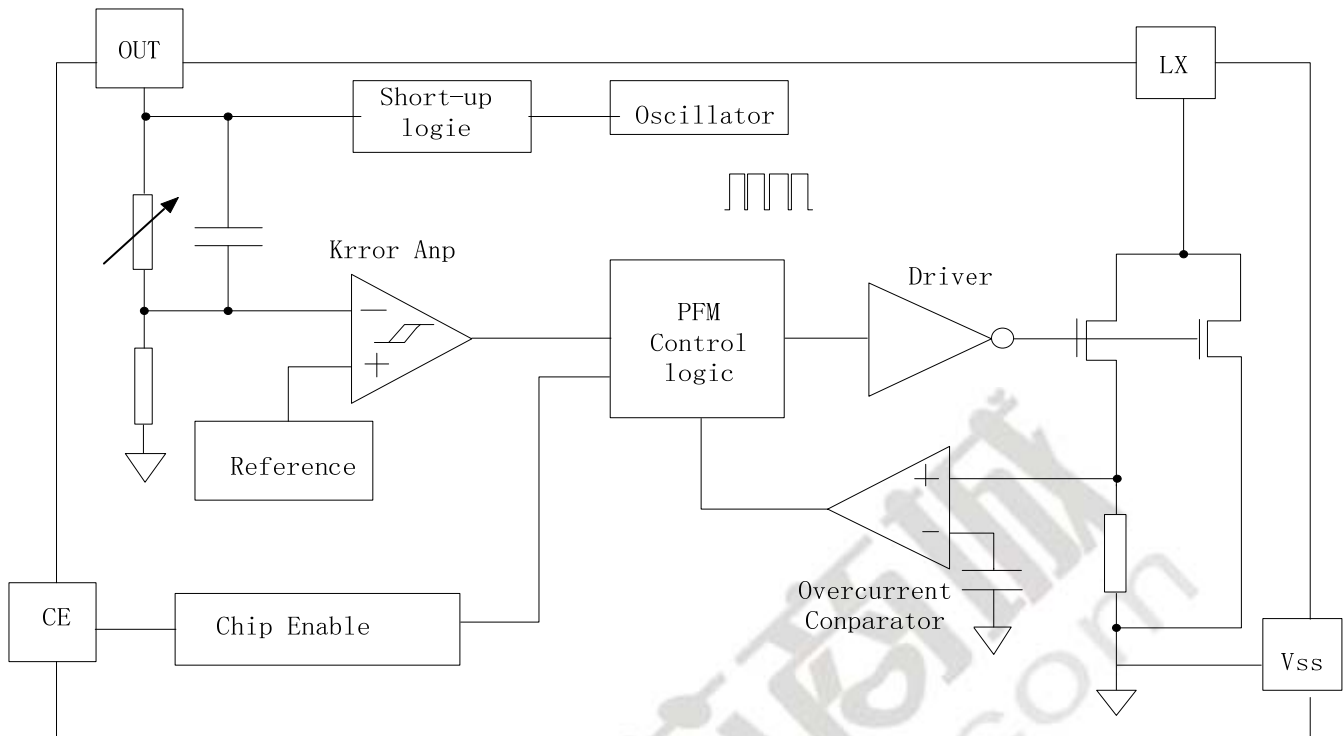 OUT
LX
Short-up
logie
Oscillator
Krror Anp
PFM
Control
logic
Driver
Reference
Overcurrent
Conparator
CE
Chip Enable
Vss
com